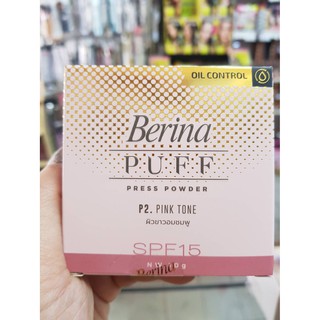 OIL CONTROL
Berina
PUFF
PRESS POWDER
P2. PINK TONE
ผิวขาวอมชมพู
SPF15
Berina